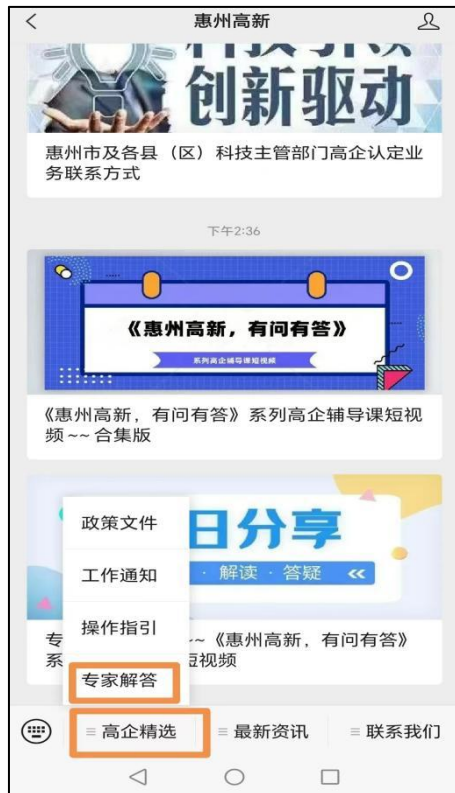 惠州高新
科技引领
创新驱动
惠州市及各县（区）科技主管部门高企认定业
务联系方式
下午2:36
《惠州高新，有问有答》
系列高企辅导课短视频
《惠州高新，有问有答》系列高企辅导课短视
频~~合集版
日分享
· 解读 · 答疑 <<
政策文件
工作通知
操作指引
专家解答
专
~~《惠州高新，有问有答》
系
短视频
≡ 高企精选
≡ 最新资讯
≡ 联系我们